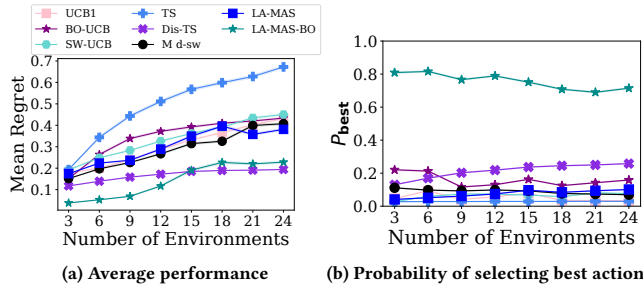 UCB1 TS LA-MAS
BO-UCB Dis-TS LA-MAS-BO
SW-UCB M d-sw
0.7
0.6
0.5
0.4
0.3
0.2
0.1
Mean Regret
3 6 9 12 15 18 21 24
Number of Environments
(a) Average performance
1.0
0.8
0.6
0.4
0.2
0.0
P_best
3 6 9 12 15 18 21 24
Number of Environments
(b) Probability of selecting best action